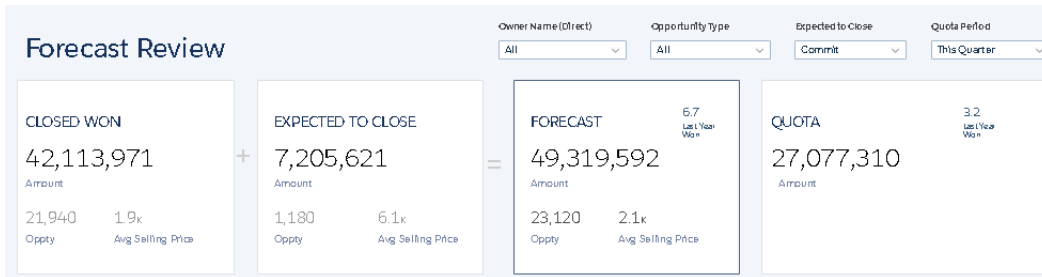 Forecast Review
Owner Name (Direct)
All
Opportunity Type
All
Expected to Close
Commit
Quota Period
This Quarter
CLOSED WON
42,113,971
Amount
21,940
Oppty
1.9K
Avg Selling Price
+
EXPECTED TO CLOSE
7,205,621
Amount
1,180
Oppty
6.1K
Avg Selling Price
=
FORECAST
6.7
Last Year
Won
49,319,592
Amount
23,120
Oppty
2.1K
Avg Selling Price
QUOTA
3.2
Last Year
Won
27,077,310
Amount